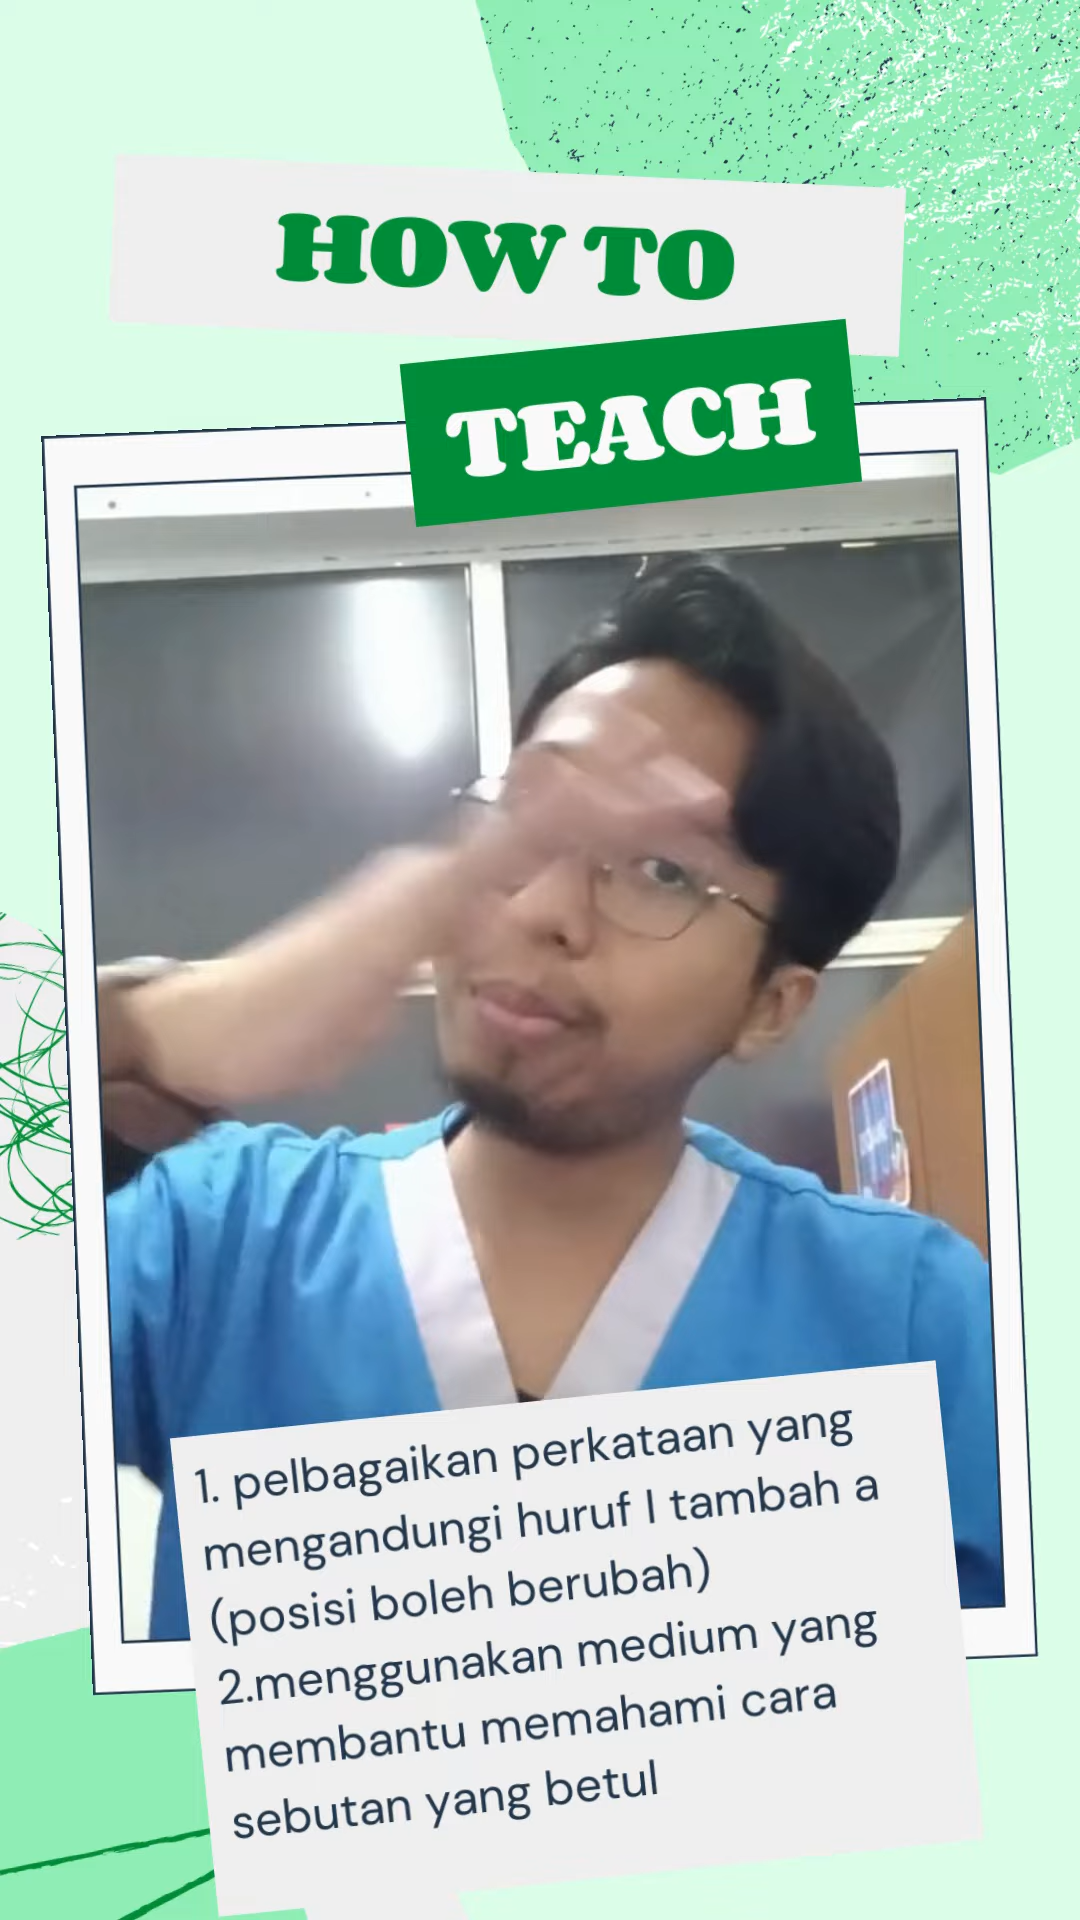 HOW TO
TEACH
1. pelbagaikan perkataan yang
mengandungi huruf l tambah a
(posisi boleh berubah)
2.menggunakan medium yang
membantu memahami cara
sebutan yang betul